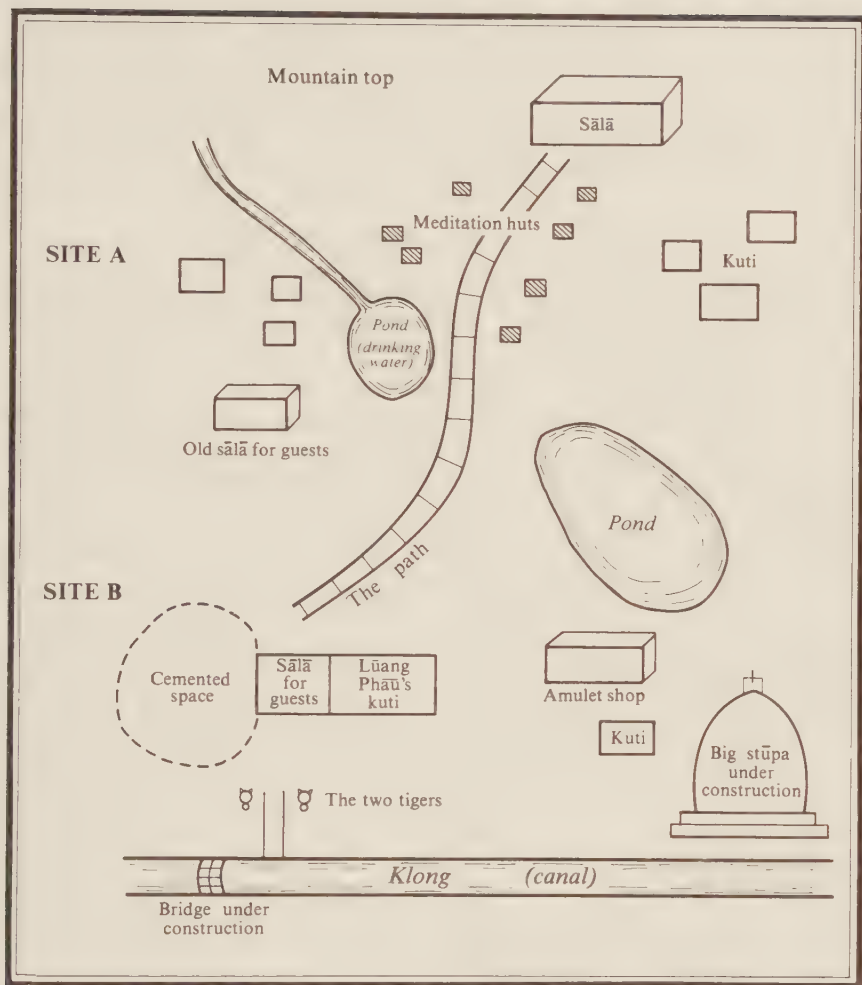 Mountain top
Sālā
Meditation huts
SITE A
Kuti
Pond
(drinking
water)
Old sālā for guests
Pond
The path
SITE B
Cemented
space
Sālā
for
guests
Lūang
Phāū's
kuti
Amulet shop
Kuti
Big stūpa
under
construction
The two tigers
Klong (canal)
Bridge under
construction